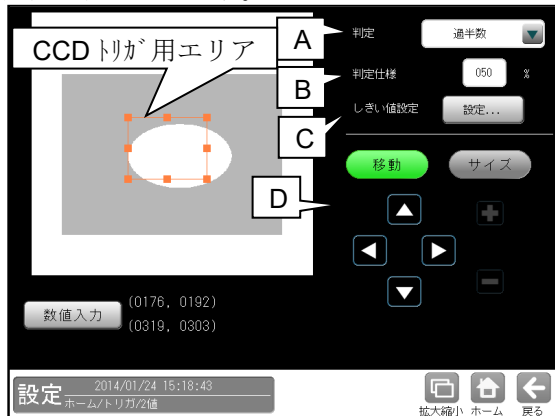 CCDﾄﾘｶﾞ用エリア
A
判定
過半数
B
判定仕様
050
%
C
しきい値設定
設定...
移動
サイズ
D
数値入力
(0176, 0192)
(0319, 0303)
設定
2014/01/24 15:18:43
ホーム/トリガ/2値
拡大縮小
ホーム
戻る